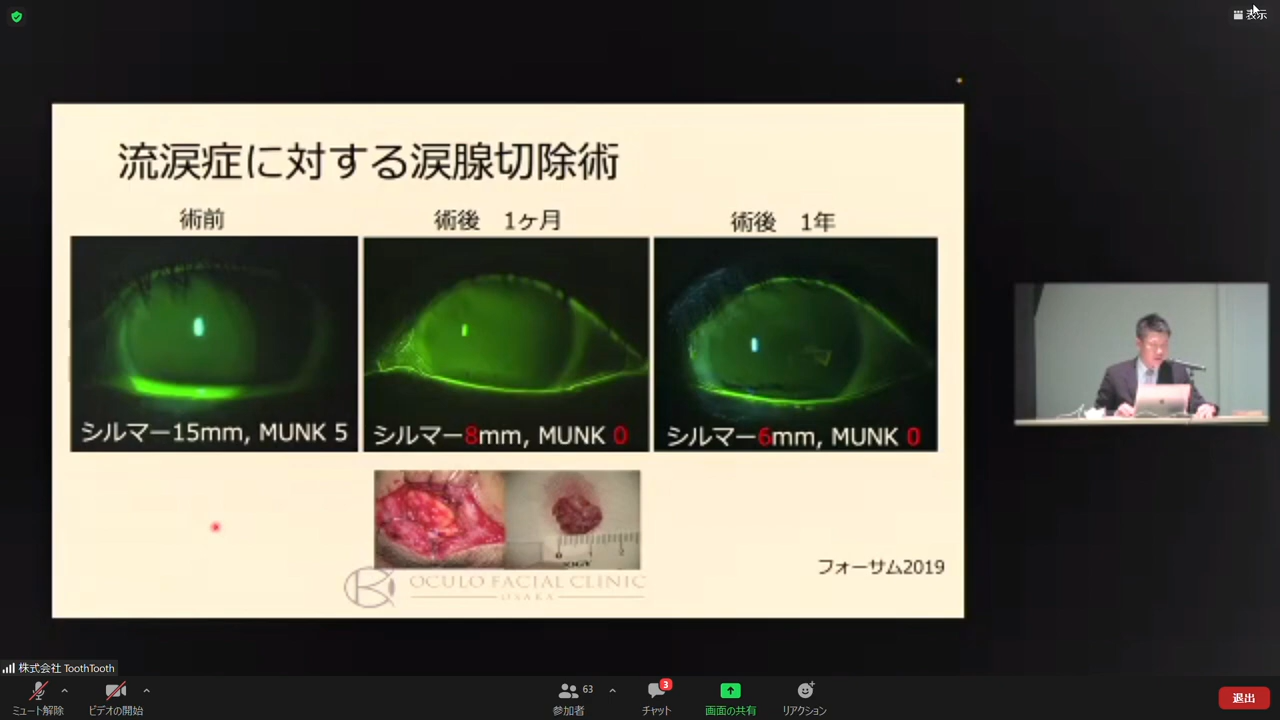 表示
流涙症に対する涙腺切除術
術前
術後 1ヶ月
術後 1年
シルマー15mm, MUNK 5
シルマー8mm, MUNK 0
シルマー6mm, MUNK 0
フォーサム2019
OCULO FACIAL CLINIC
OSAKA
株式会社 ToothTooth
ミュート解除
ビデオの開始
63
参加者
3
チャット
画面の共有
リアクション
退出